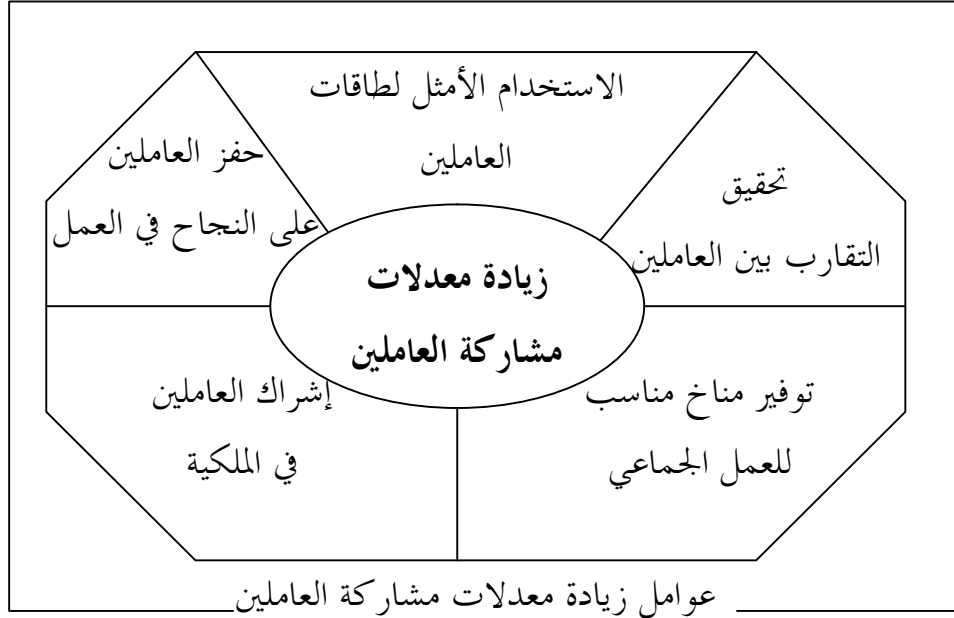 الاستخدام الأمثل لطاقات
العاملين
تحقيق
التقارب بين العاملين
حفز العاملين
على النجاح في العمل
زيادة معدلات
مشاركة العاملين
توفير مناخ مناسب
للعمل الجماعي
إشراك العاملين
في الملكية
عوامل زيادة معدلات مشاركة العاملين